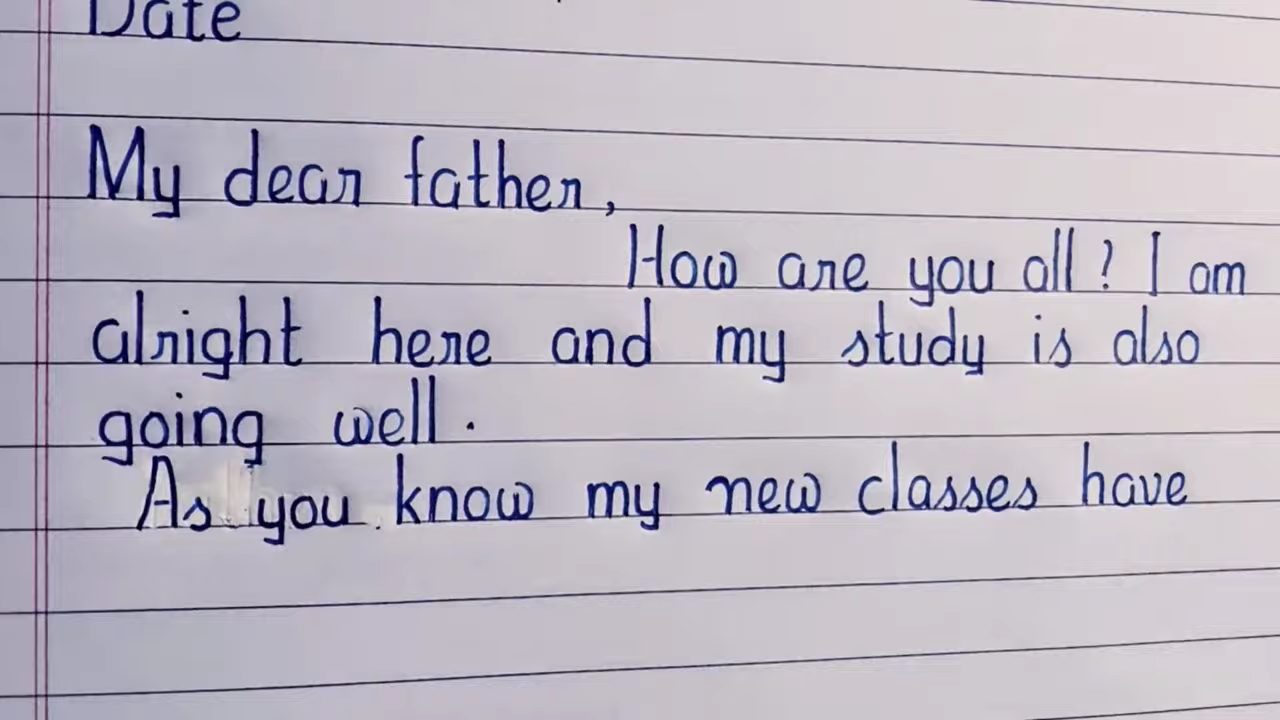 Date
My dear father,
How are you all? I am
alright here and my study is also
going well.
As you know my new classes have